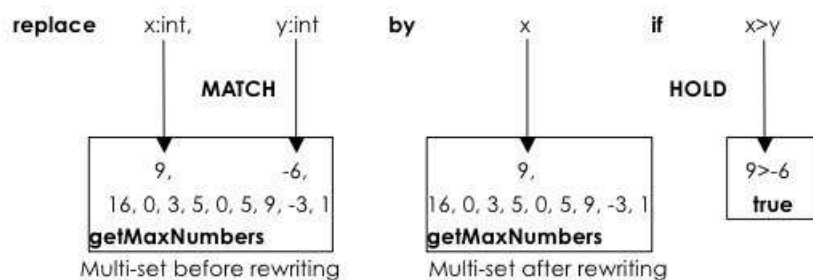 replace x:int, y:int by x if x>y
MATCH HOLD
9, -6, 9, 9>-6
16, 0, 3, 5, 0, 5, 9, -3, 1 16, 0, 3, 5, 0, 5, 9, -3, 1 true
getMaxNumbers getMaxNumbers
Multi-set before rewriting Multi-set after rewriting